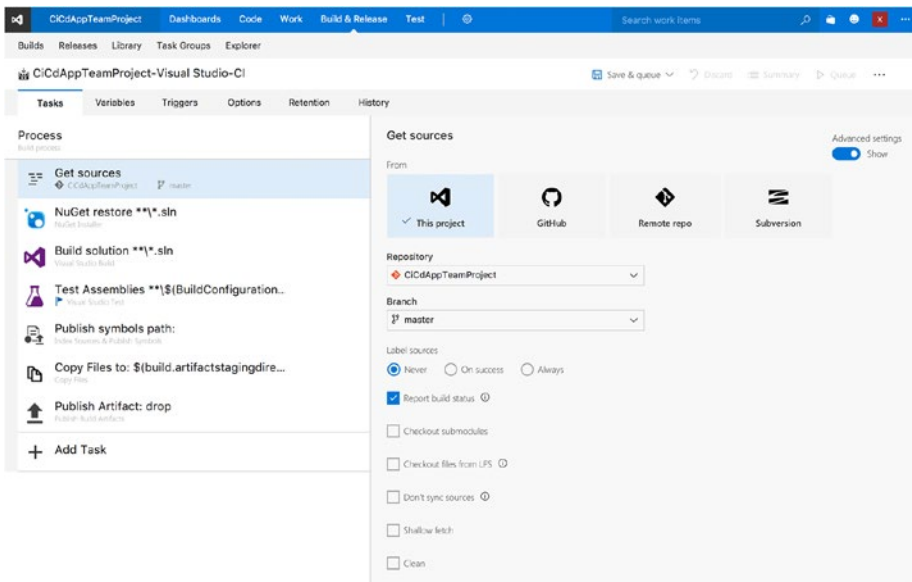 CiCdAppTeamProject Dashboards Code Work Build & Release Test Search work items x
Builds Releases Library Task Groups Explorer
CiCdAppTeamProject-Visual Studio-CI Save & queue Discard Summary Queue ...
Tasks Variables Triggers Options Retention History
Process
Build process
Get sources
CiCdAppTeamProject master
NuGet restore **\*.sln
NuGet Installer
Build solution **\*.sln
Visual Studio Build
Test Assemblies **\$(BuildConfiguration...
Visual Studio Test
Publish symbols path:
Index Sources & Publish Symbols
Copy Files to: $(build.artifactstagingdire...
Copy Files
Publish Artifact: drop
Publish Build Artifacts
+ Add Task
Get sources
Advanced settings
Show
From
This project GitHub Remote repo Subversion
Repository
CiCdAppTeamProject
Branch
master
Label sources
Never On success Always
Report build status
Checkout submodules
Checkout files from LFS
Don't sync sources
Shallow fetch
Clean